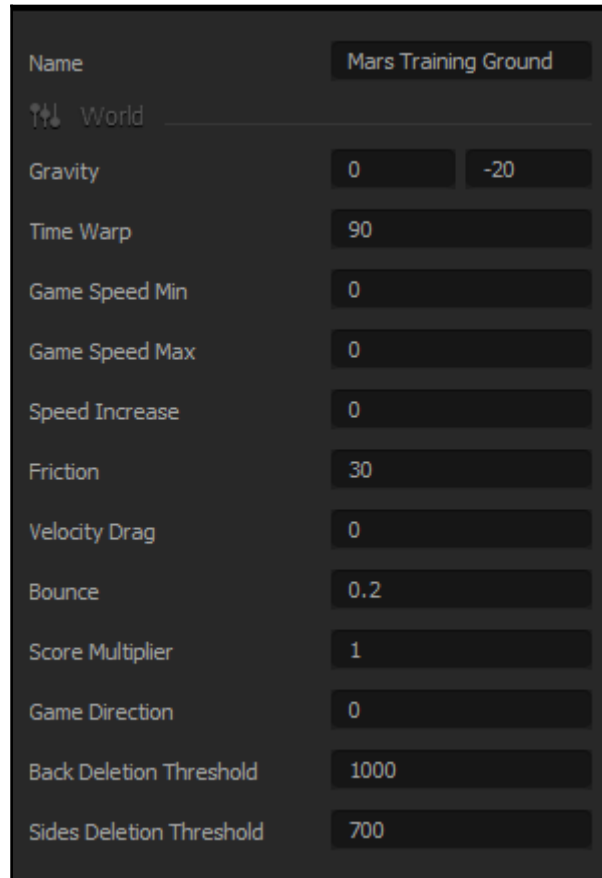 Name Mars Training Ground
World
Gravity 0 -20
Time Warp 90
Game Speed Min 0
Game Speed Max 0
Speed Increase 0
Friction 30
Velocity Drag 0
Bounce 0.2
Score Multiplier 1
Game Direction 0
Back Deletion Threshold 1000
Sides Deletion Threshold 700